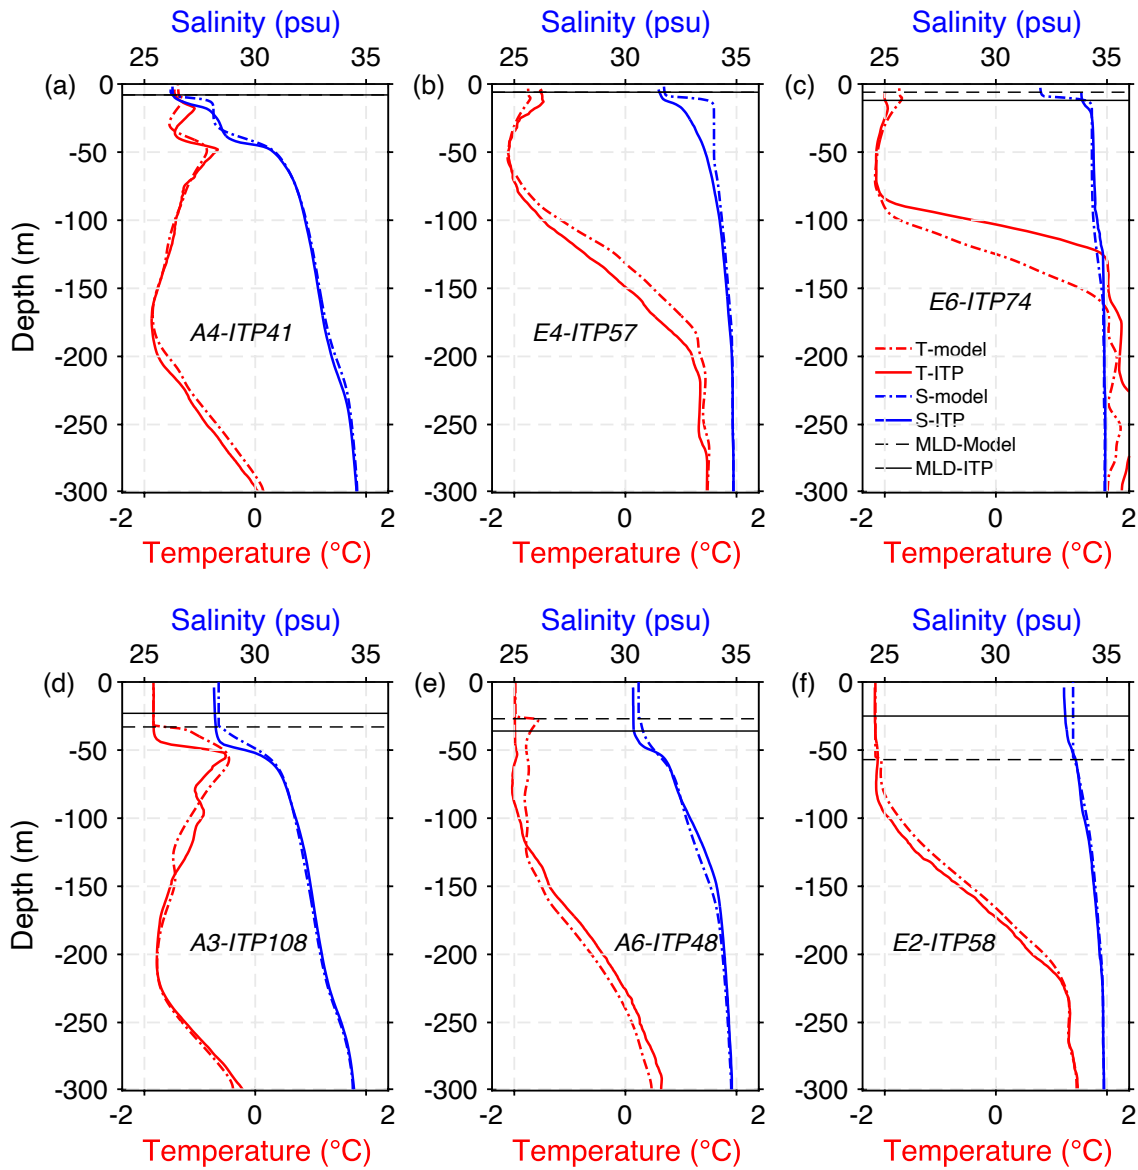 Salinity (psu) Salinity (psu) Salinity (psu)
25 30 35 25 30 35 25 30 35
(a) (b) (c)
0 0 0
-50 -50 -50
-100 -100 -100
-150 -150 -150
-200 -200 -200
-250 -250 -250
-300 -300 -300
Depth (m)
A4-ITP41 E4-ITP57 E6-ITP74
T-model
T-ITP
S-model
S-ITP
MLD-Model
MLD-ITP
-2 0 2 -2 0 2 -2 0 2
Temperature (°C) Temperature (°C) Temperature (°C)
Salinity (psu) Salinity (psu) Salinity (psu)
25 30 35 25 30 35 25 30 35
(d) (e) (f)
0 0 0
-50 -50 -50
-100 -100 -100
-150 -150 -150
-200 -200 -200
-250 -250 -250
-300 -300 -300
Depth (m)
A3-ITP108 A6-ITP48 E2-ITP58
-2 0 2 -2 0 2 -2 0 2
Temperature (°C) Temperature (°C) Temperature (°C)